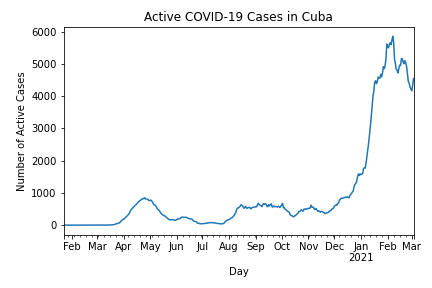 Active COVID-19 Cases in Cuba
Number of Active Cases
6000
5000
4000
3000
2000
1000
0
Feb Mar Apr May Jun Jul Aug Sep Oct Nov Dec Jan Feb Mar
2021
Day